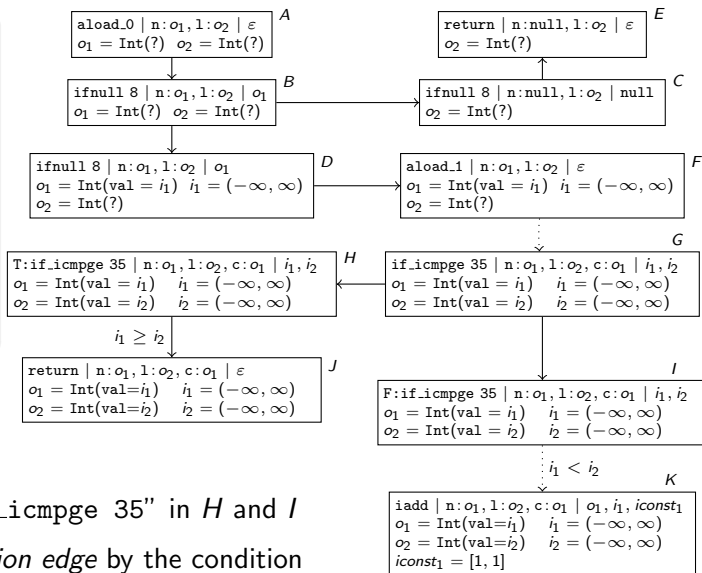 A
aload_0 | n:o₁, l:o₂ | ε
o₁ = Int(?) o₂ = Int(?)
E
return | n:null, l:o₂ | ε
o₂ = Int(?)
B
ifnull 8 | n:o₁, l:o₂ | o₁
o₁ = Int(?) o₂ = Int(?)
C
ifnull 8 | n:null, l:o₂ | null
o₂ = Int(?)
D
ifnull 8 | n:o₁, l:o₂ | o₁
o₁ = Int(val = i₁) i₁ = (−∞, ∞)
o₂ = Int(?)
F
aload_1 | n:o₁, l:o₂ | ε
o₁ = Int(val = i₁) i₁ = (−∞, ∞)
o₂ = Int(?)
G
if_icmpge 35 | n:o₁, l:o₂, c:o₁ | i₁, i₂
o₁ = Int(val = i₁) i₁ = (−∞, ∞)
o₂ = Int(val = i₂) i₂ = (−∞, ∞)
H
T:if_icmpge 35 | n:o₁, l:o₂, c:o₁ | i₁, i₂
o₁ = Int(val = i₁) i₁ = (−∞, ∞)
o₂ = Int(val = i₂) i₂ = (−∞, ∞)
i₁ ≥ i₂
J
return | n:o₁, l:o₂, c:o₁ | ε
o₁ = Int(val=i₁) i₁ = (−∞, ∞)
o₂ = Int(val=i₂) i₂ = (−∞, ∞)
I
F:if_icmpge 35 | n:o₁, l:o₂, c:o₁ | i₁, i₂
o₁ = Int(val = i₁) i₁ = (−∞, ∞)
o₂ = Int(val = i₂) i₂ = (−∞, ∞)
i₁ < i₂
K
iadd | n:o₁, l:o₂, c:o₁ | o₁, i₁, iconst₁
o₁ = Int(val=i₁) i₁ = (−∞, ∞)
o₂ = Int(val=i₂) i₂ = (−∞, ∞)
iconst₁ = [1, 1]
_icmpge 35” in H and I
ion edge by the condition